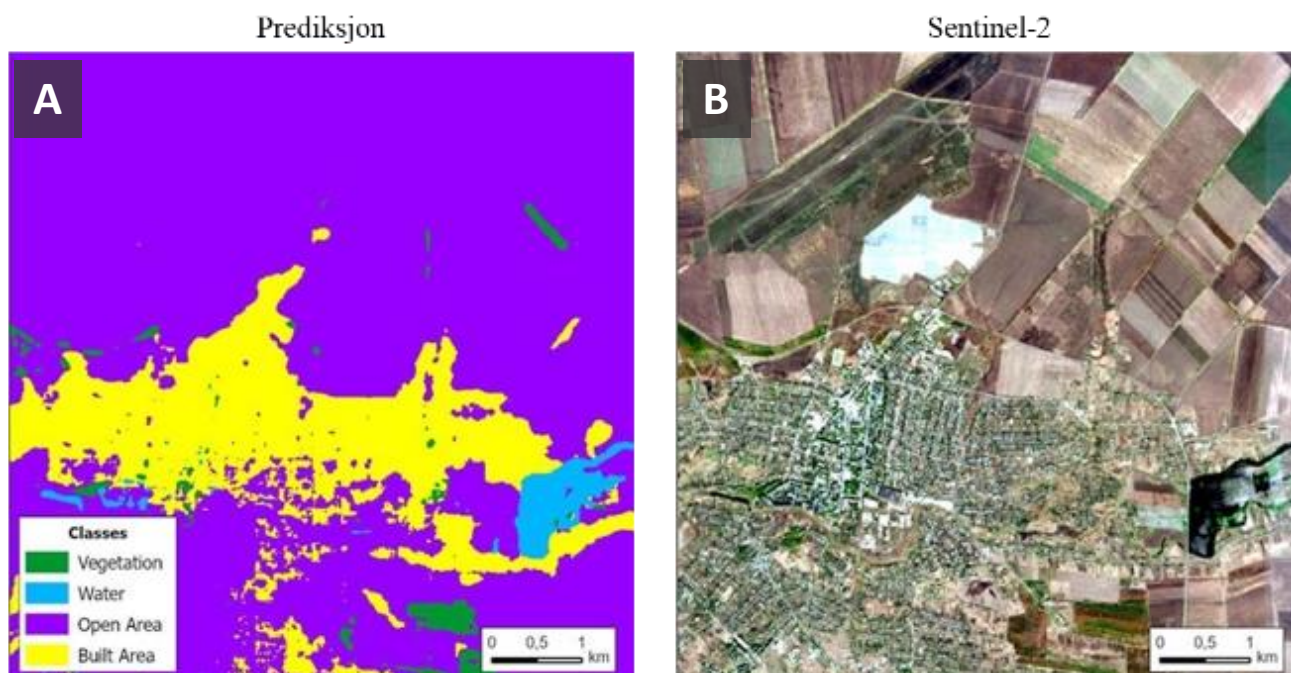 Prediksjon
Sentinel-2
A
B
Classes
Vegetation
Water
Open Area
Built Area
0 0,5 1
km
0 0,5 1
km